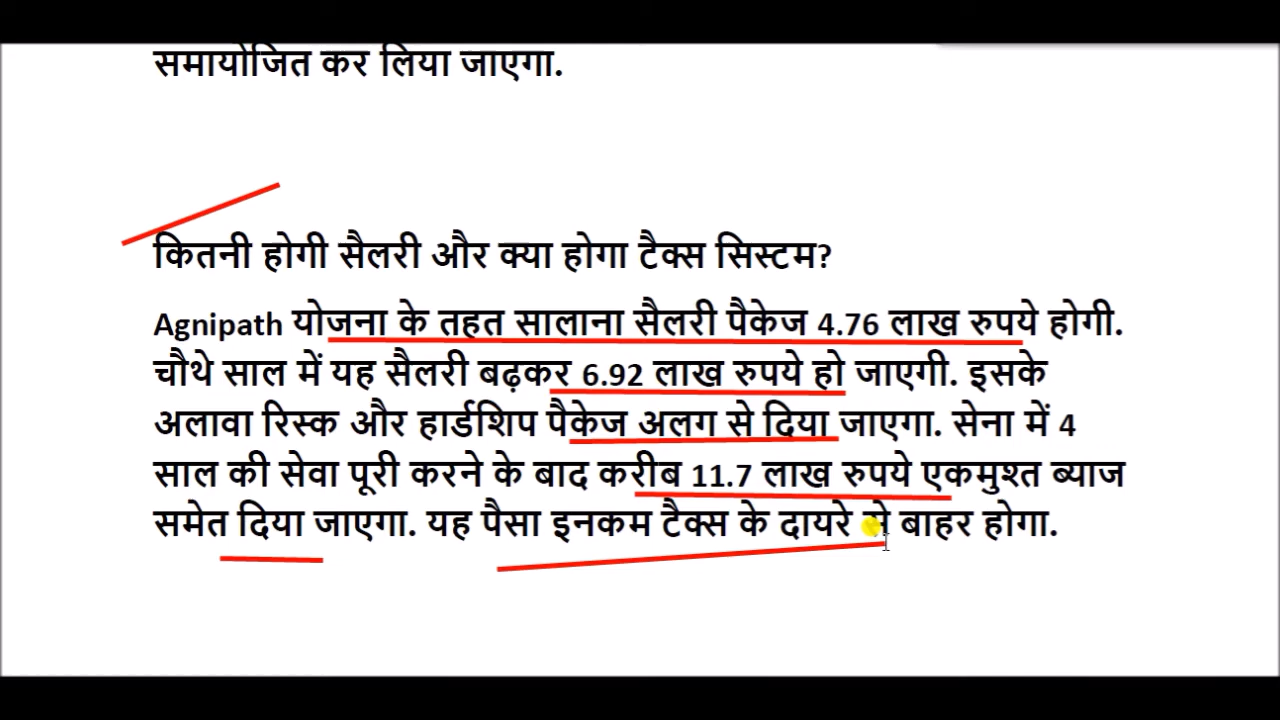 समायोजित कर लिया जाएगा.
कितनी होगी सैलरी और क्या होगा टैक्स सिस्टम?
Agnipath योजना के तहत सालाना सैलरी पैकेज 4.76 लाख रुपये होगी.
चौथे साल में यह सैलरी बढ़कर 6.92 लाख रुपये हो जाएगी. इसके
अलावा रिस्क और हार्डशिप पैकेज अलग से दिया जाएगा. सेना में 4
साल की सेवा पूरी करने के बाद करीब 11.7 लाख रुपये एकमुश्त ब्याज
समेत दिया जाएगा. यह पैसा इनकम टैक्स के दायरे से बाहर होगा.